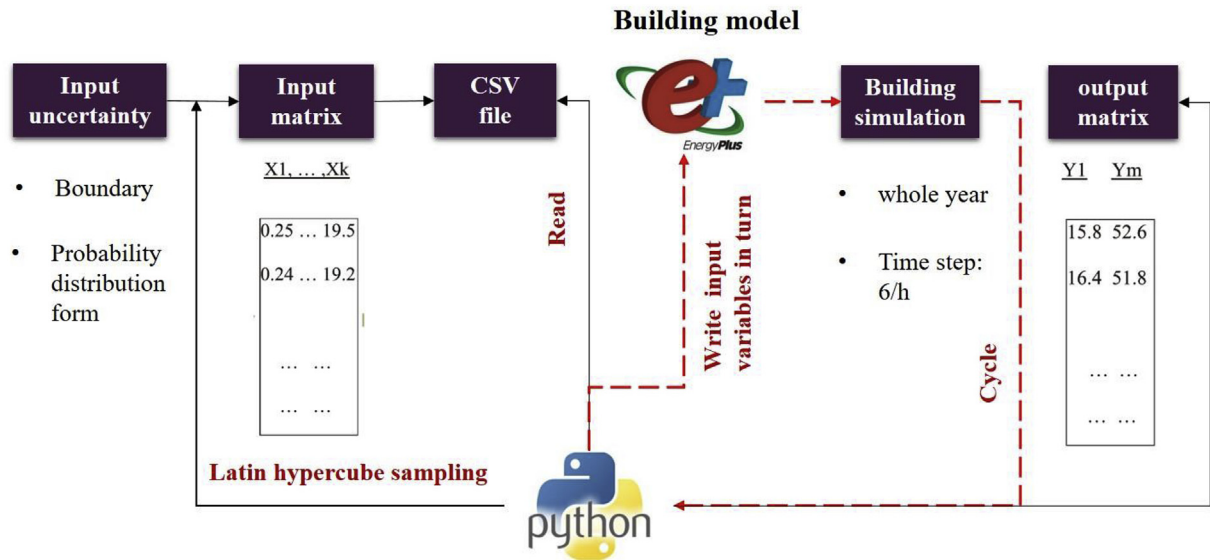 Building model
Input
uncertainty
Input
matrix
CSV
file
e+
EnergyPlus
Building
simulation
output
matrix
• Boundary
• Probability
distribution
form
X1, … ,Xk
0.25 … 19.5
0.24 … 19.2
… …
… …
Read
Write input
variables in turn
• whole year
• Time step:
6/h
Cycle
Y1 Ym
15.8 52.6
16.4 51.8
… …
… …
Latin hypercube sampling
python